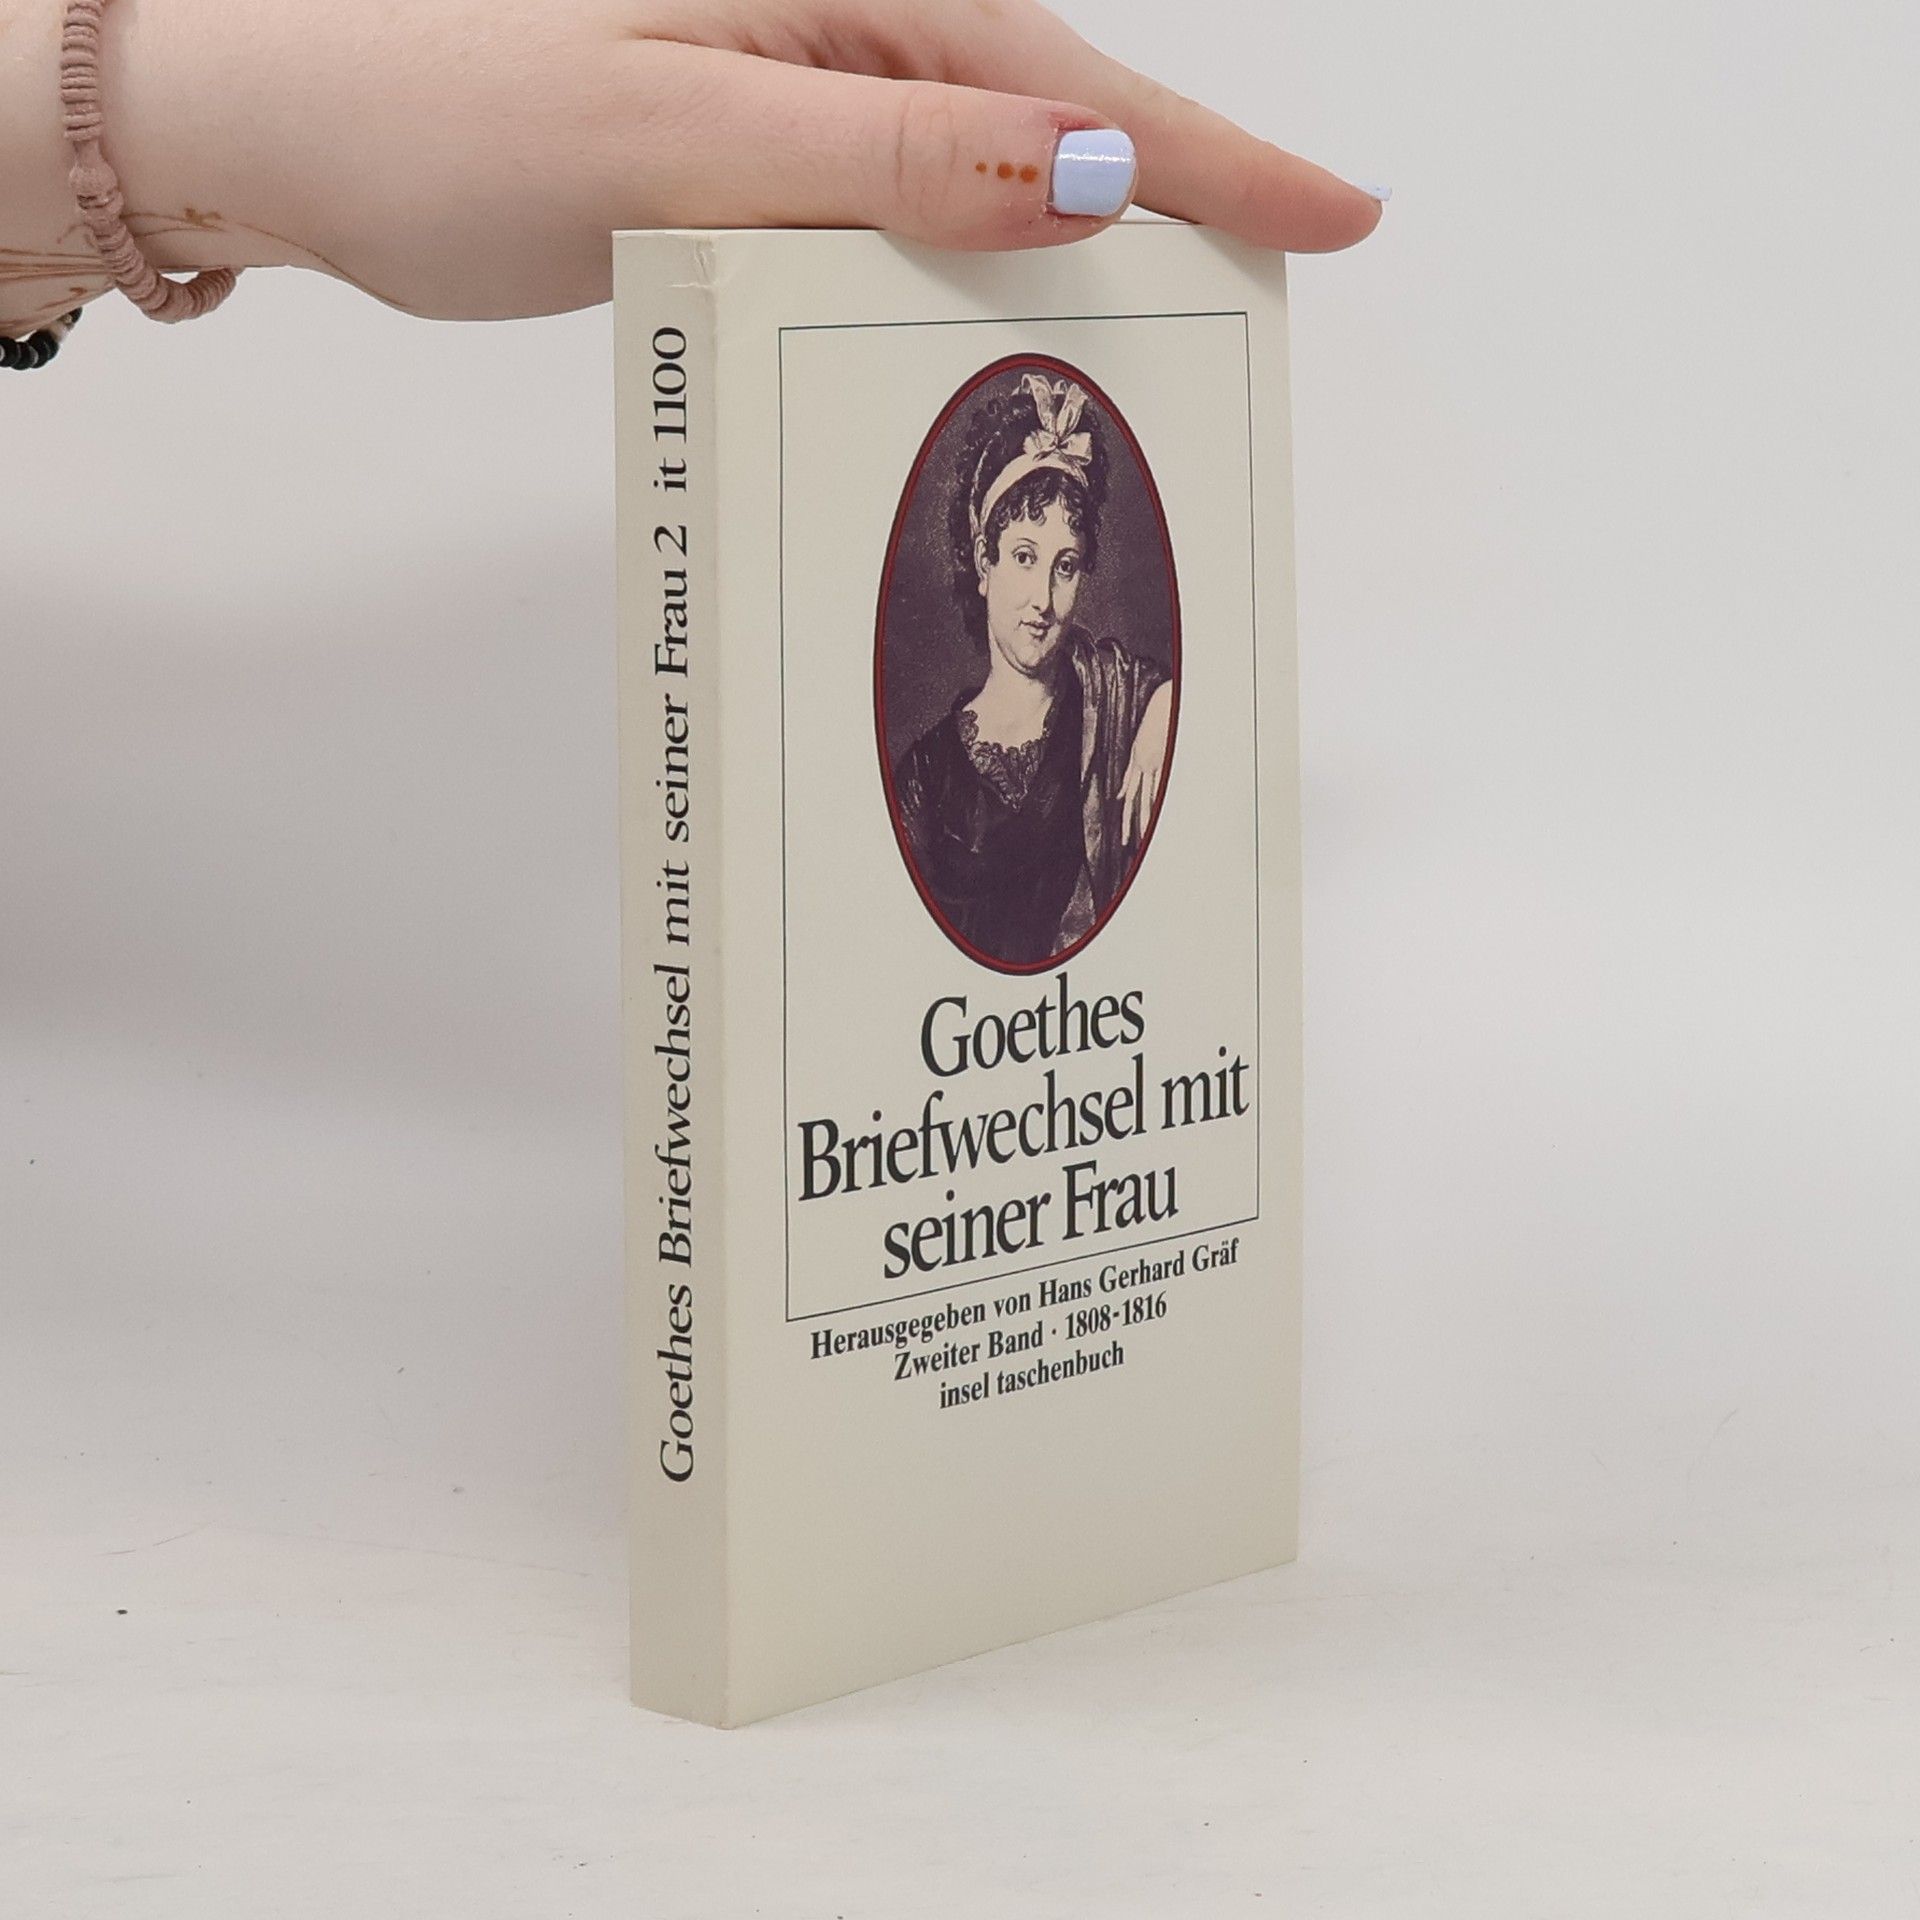 Goethes Briefwechsel mit seiner Frau 2 it 1100
Goethes
Briefwechsel mit
seiner Frau
Herausgegeben von Hans Gerhard Gräf
Zweiter Band · 1808-1816
insel taschenbuch